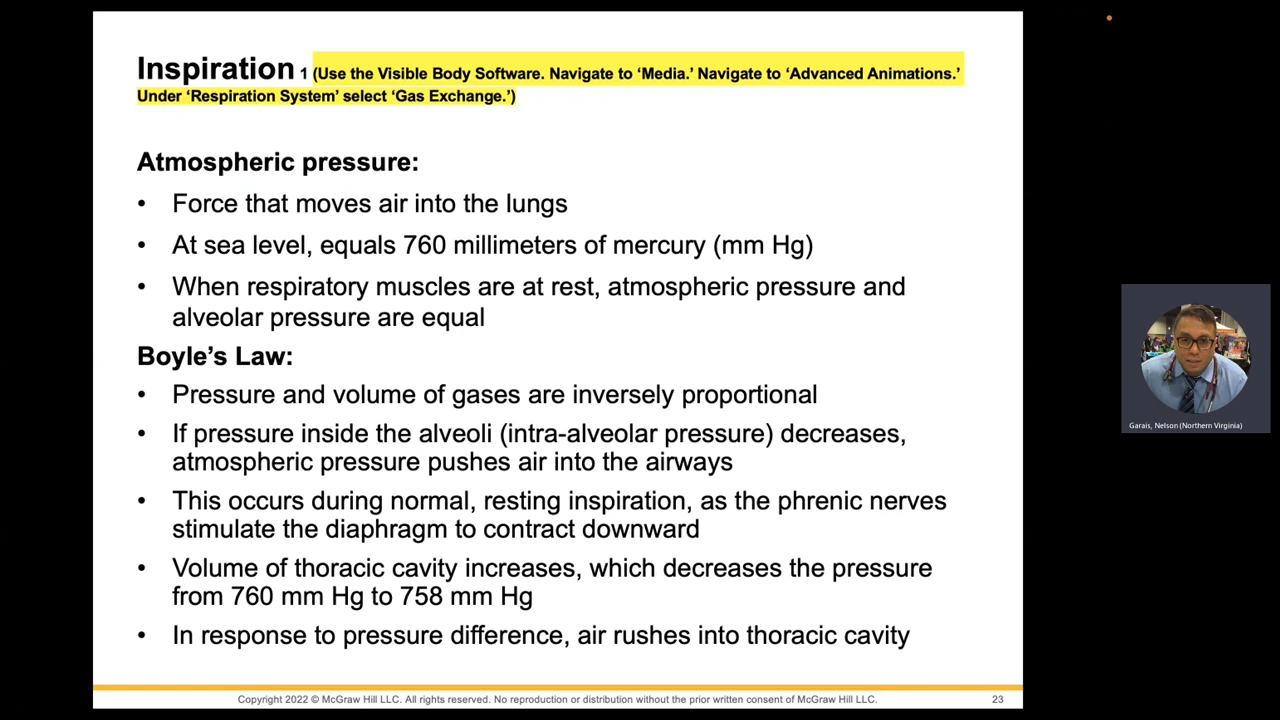 Inspiration 1 (Use the Visible Body Software. Navigate to ‘Media.’ Navigate to ‘Advanced Animations.’
Under ‘Respiration System’ select ‘Gas Exchange.’)
Atmospheric pressure:
• Force that moves air into the lungs
• At sea level, equals 760 millimeters of mercury (mm Hg)
• When respiratory muscles are at rest, atmospheric pressure and
alveolar pressure are equal
Boyle’s Law:
• Pressure and volume of gases are inversely proportional
• If pressure inside the alveoli (intra-alveolar pressure) decreases,
atmospheric pressure pushes air into the airways
• This occurs during normal, resting inspiration, as the phrenic nerves
stimulate the diaphragm to contract downward
• Volume of thoracic cavity increases, which decreases the pressure
from 760 mm Hg to 758 mm Hg
• In response to pressure difference, air rushes into thoracic cavity
Copyright 2022 © McGraw Hill LLC. All rights reserved. No reproduction or distribution without the prior written consent of McGraw Hill LLC.
23
Garais, Nelson (Northern Virginia)